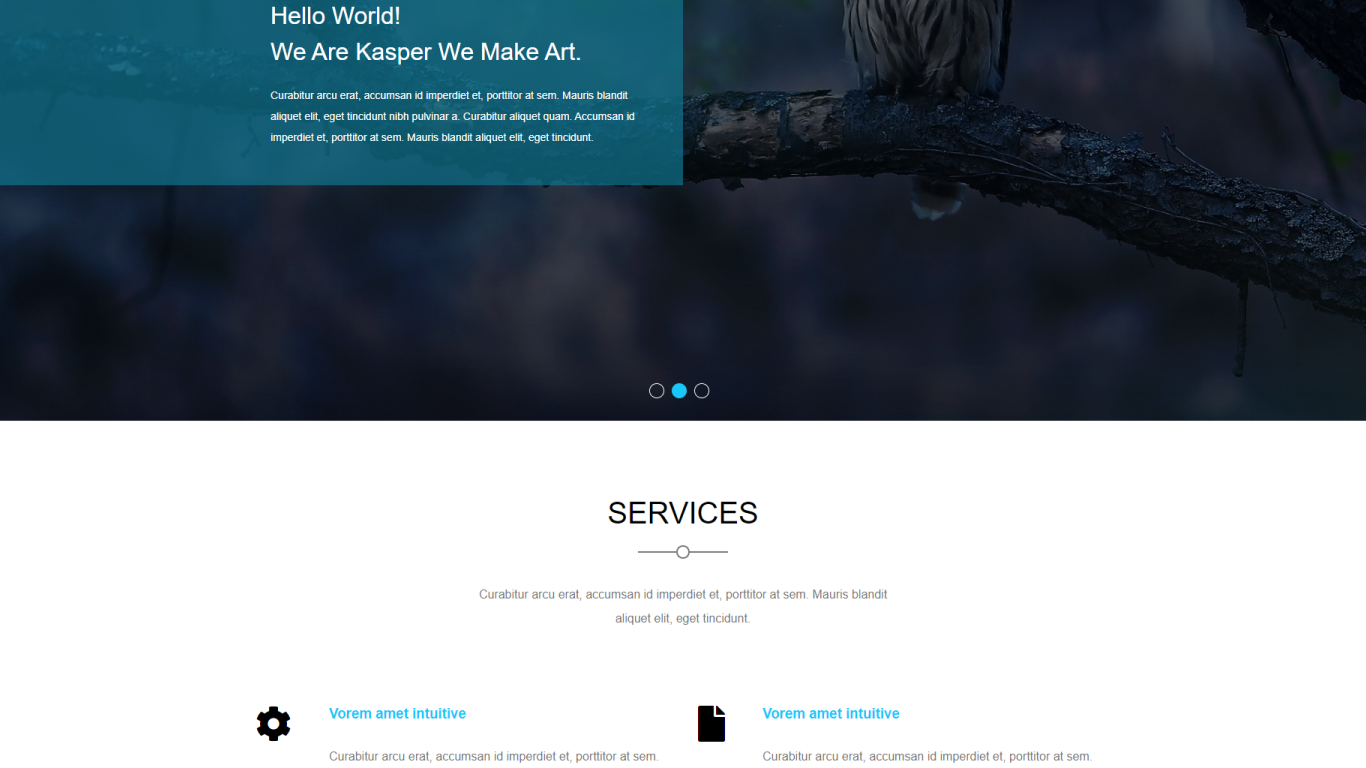 Hello World!
We Are Kasper We Make Art.
Curabitur arcu erat, accumsan id imperdiet et, porttitor at sem. Mauris blandit
aliquet elit, eget tincidunt nibh pulvinar a. Curabitur aliquet quam. Accumsan id
imperdiet et, porttitor at sem. Mauris blandit aliquet elit, eget tincidunt.
SERVICES
Curabitur arcu erat, accumsan id imperdiet et, porttitor at sem. Mauris blandit
aliquet elit, eget tincidunt.
Vorem amet intuitive
Curabitur arcu erat, accumsan id imperdiet et, porttitor at sem.
Vorem amet intuitive
Curabitur arcu erat, accumsan id imperdiet et, porttitor at sem.